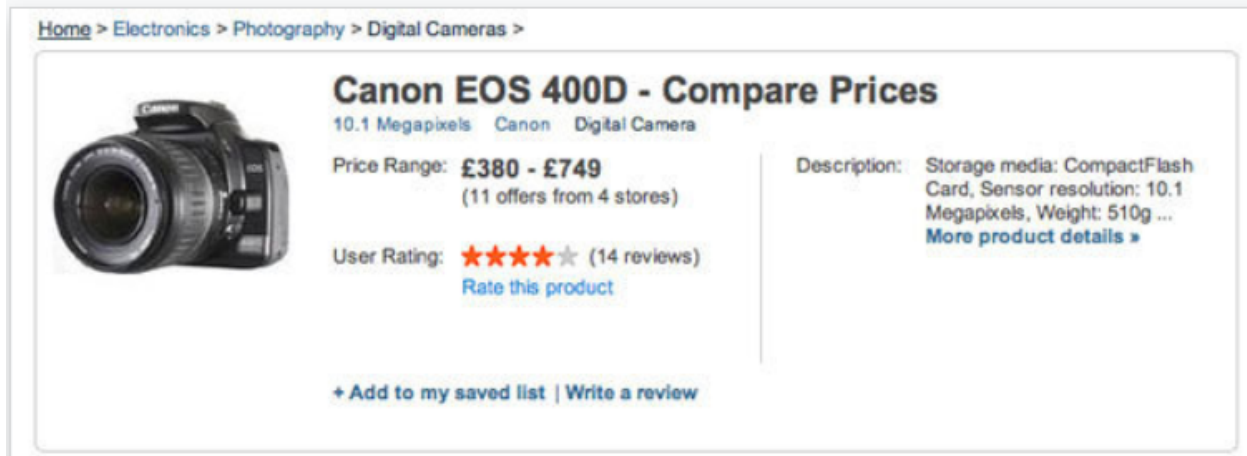 Home > Electronics > Photography > Digital Cameras >
Canon EOS 400D - Compare Prices
10.1 Megapixels Canon Digital Camera
Price Range: £380 - £749
(11 offers from 4 stores)
User Rating: (14 reviews)
Rate this product
Description: Storage media: CompactFlash
Card, Sensor resolution: 10.1
Megapixels, Weight: 510g ...
More product details »
+ Add to my saved list | Write a review
Canon
EOS